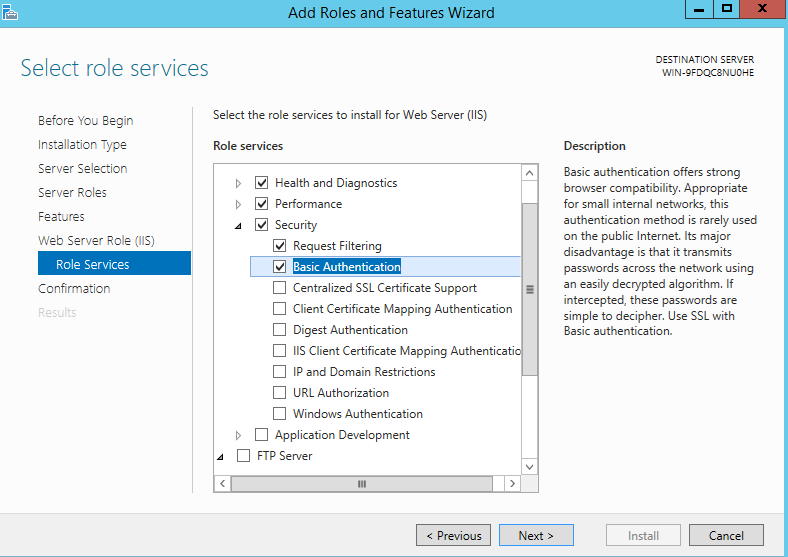 Add Roles and Features Wizard
Select role services
DESTINATION SERVER
WIN-9FDQC8NU0HE
Before You Begin
Installation Type
Server Selection
Server Roles
Features
Web Server Role (IIS)
Role Services
Confirmation
Results
Select the role services to install for Web Server (IIS)
Role services
Health and Diagnostics
Performance
Security
Request Filtering
Basic Authentication
Centralized SSL Certificate Support
Client Certificate Mapping Authentication
Digest Authentication
IIS Client Certificate Mapping Authenticatio
IP and Domain Restrictions
URL Authorization
Windows Authentication
Application Development
FTP Server
Description
Basic authentication offers strong
browser compatibility. Appropriate
for small internal networks, this
authentication method is rarely used
on the public Internet. Its major
disadvantage is that it transmits
passwords across the network using
an easily decrypted algorithm. If
intercepted, these passwords are
simple to decipher. Use SSL with
Basic authentication.
< Previous
Next >
Install
Cancel